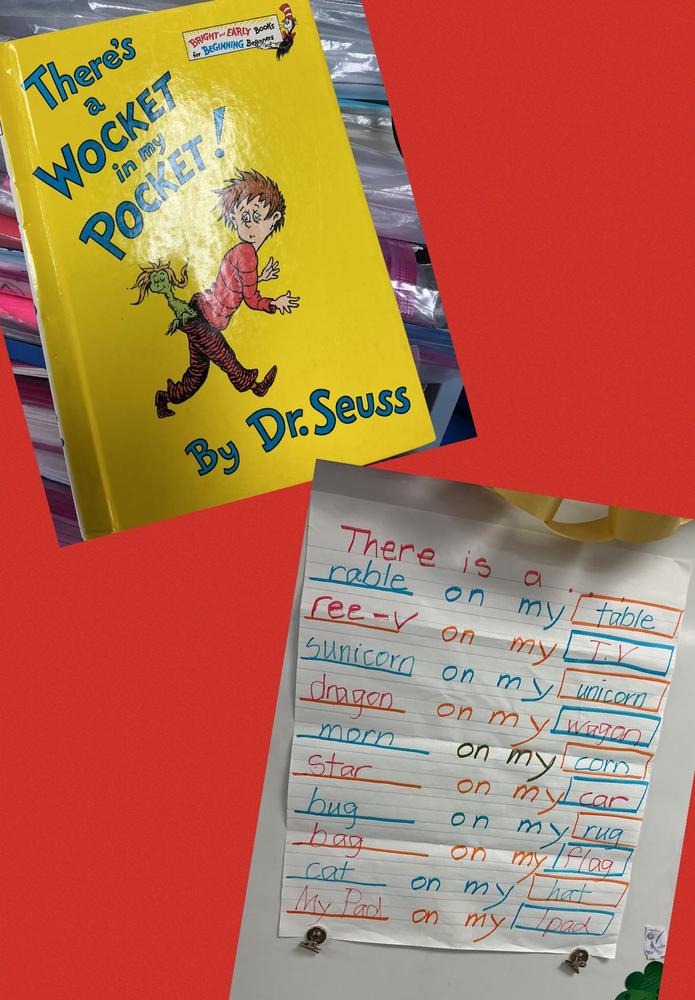 BRIGHT and EARLY BOOKS
for BEGINNING Beginners
There's
a
WOCKET
in my
POCKET!
By Dr. Seuss
There is a ....
rable on my table
ree-v on my T.V
sunicorn on my unicorn
dragon on my wagon
morn on my corn
star on my car
bug on my rug
bag on my flag
cat on my hat
My Pad on my Ipad